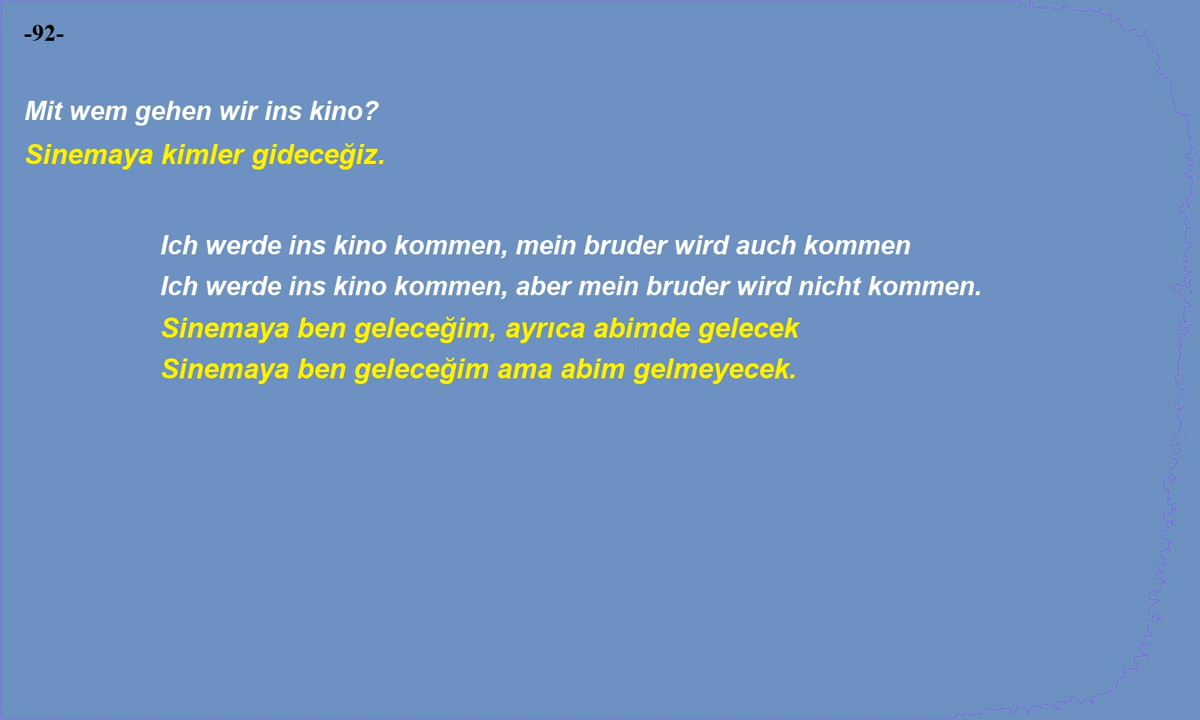 -92-
Mit wem gehen wir ins kino?
Sinemaya kimler gideceğiz.
Ich werde ins kino kommen, mein bruder wird auch kommen
Ich werde ins kino kommen, aber mein bruder wird nicht kommen.
Sinemaya ben geleceğim, ayrıca abimde gelecek
Sinemaya ben geleceğim ama abim gelmeyecek.